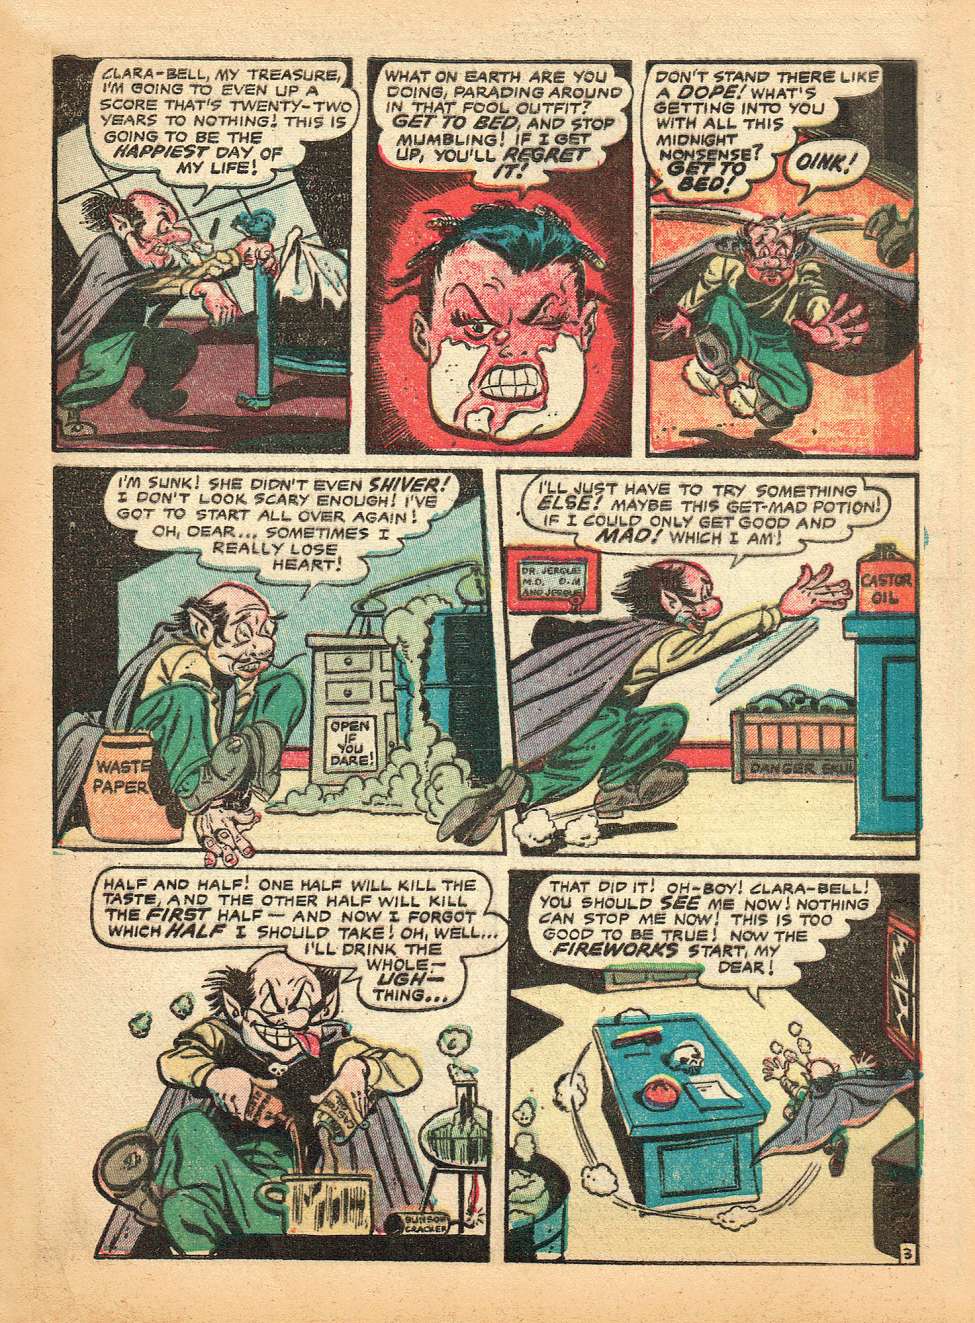 CLARA-BELL, MY TREASURE,
I'M GOING TO EVEN UP A
SCORE THAT'S TWENTY-TWO
YEARS TO NOTHING! THIS IS
GOING TO BE THE
HAPPIEST DAY OF
MY LIFE!
WHAT ON EARTH ARE YOU
DOING, PARADING AROUND
IN THAT FOOL OUTFIT?
GET TO BED, AND STOP
MUMBLING! IF I GET
UP, YOU'LL REGRET
IT!
DON'T STAND THERE LIKE
A DOPE! WHAT'S
GETTING INTO YOU
WITH ALL THIS
MIDNIGHT
NONSENSE?
GET TO
BED!
OINK!
I'M SUNK! SHE DIDN'T EVEN SHIVER!
I DON'T LOOK SCARY ENOUGH! I'VE
GOT TO START ALL OVER AGAIN!
OH, DEAR... SOMETIMES I
REALLY LOSE
HEART!
WASTE
PAPER
OPEN
IF
YOU
DARE!
I'LL JUST HAVE TO TRY SOMETHING
ELSE! MAYBE THIS GET-MAD POTION!
IF I COULD ONLY GET GOOD AND
MAD! WHICH I AM!
DR. JERQUE
M.D. O.M
AND JERQUE
CASTOR
OIL
DANGER SKUL
HALF AND HALF! ONE HALF WILL KILL THE
TASTE, AND THE OTHER HALF WILL KILL
THE FIRST HALF — AND NOW I FORGOT
WHICH HALF I SHOULD TAKE! OH, WELL...
I'LL DRINK THE
WHOLE—
UGH—
THING...
BUNSON
CRACKER
THAT DID IT! OH-BOY! CLARA-BELL!
YOU SHOULD SEE ME NOW! NOTHING
CAN STOP ME NOW! THIS IS TOO
GOOD TO BE TRUE! NOW THE
FIREWORKS START, MY
DEAR!
3